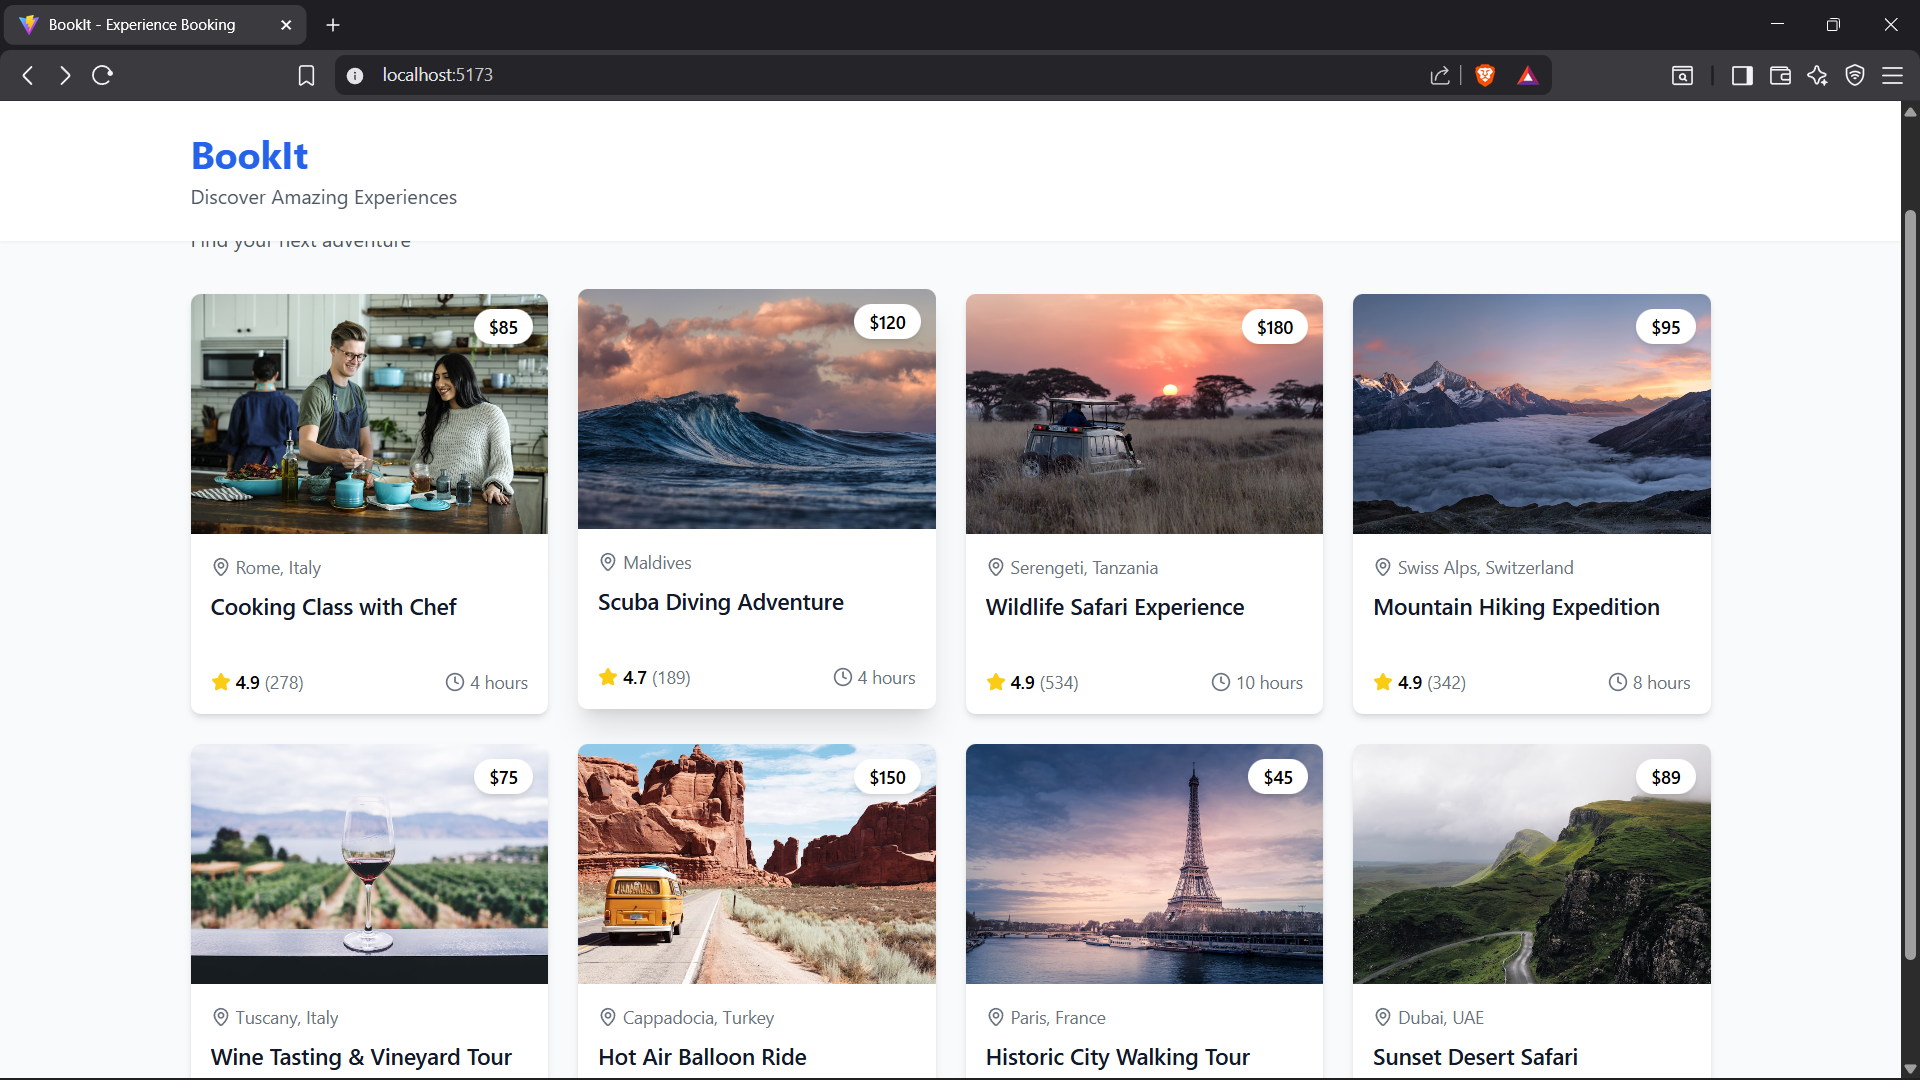 BookIt - Experience Booking
localhost:5173
BookIt
Discover Amazing Experiences
Find your next adventure
$85
$120
$180
$95
Rome, Italy
Maldives
Serengeti, Tanzania
Swiss Alps, Switzerland
Cooking Class with Chef
Scuba Diving Adventure
Wildlife Safari Experience
Mountain Hiking Expedition
4.9 (278)
4 hours
4.7 (189)
4 hours
4.9 (534)
10 hours
4.9 (342)
8 hours
$75
$150
$45
$89
Tuscany, Italy
Cappadocia, Turkey
Paris, France
Dubai, UAE
Wine Tasting & Vineyard Tour
Hot Air Balloon Ride
Historic City Walking Tour
Sunset Desert Safari